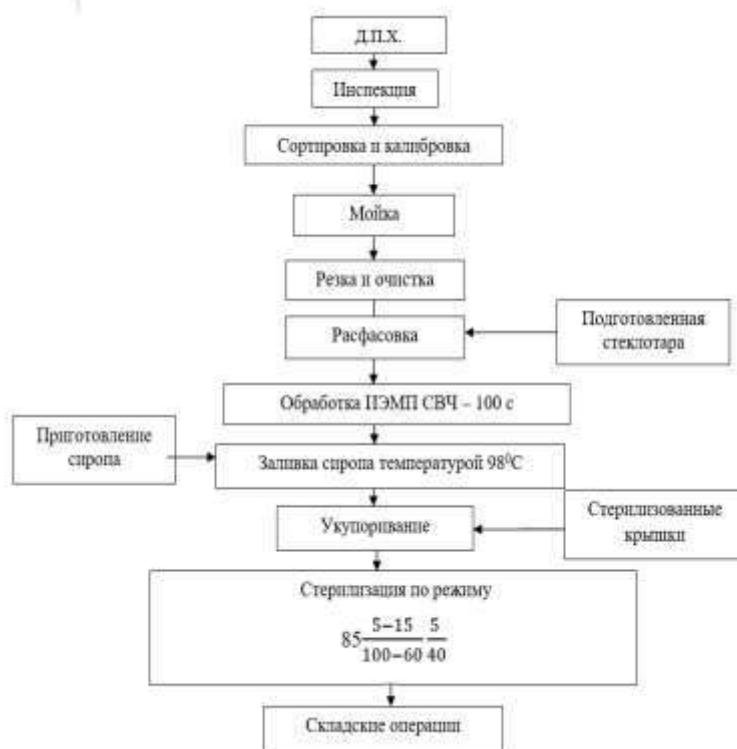 Д.П.Х.
Инспекция
Сортировка и калибровка
Мойка
Резка и очистка
Расфасовка
Подготовленная
стеклотара
Обработка ИЭМП СВЧ – 100 с
Приготовление
сиропа
Заливка сиропа температурой 98⁰С
Укупоривание
Стерилизованные
крышки
Стерилизация по режиму
5−15 5
85
100−60 40
Складские операции